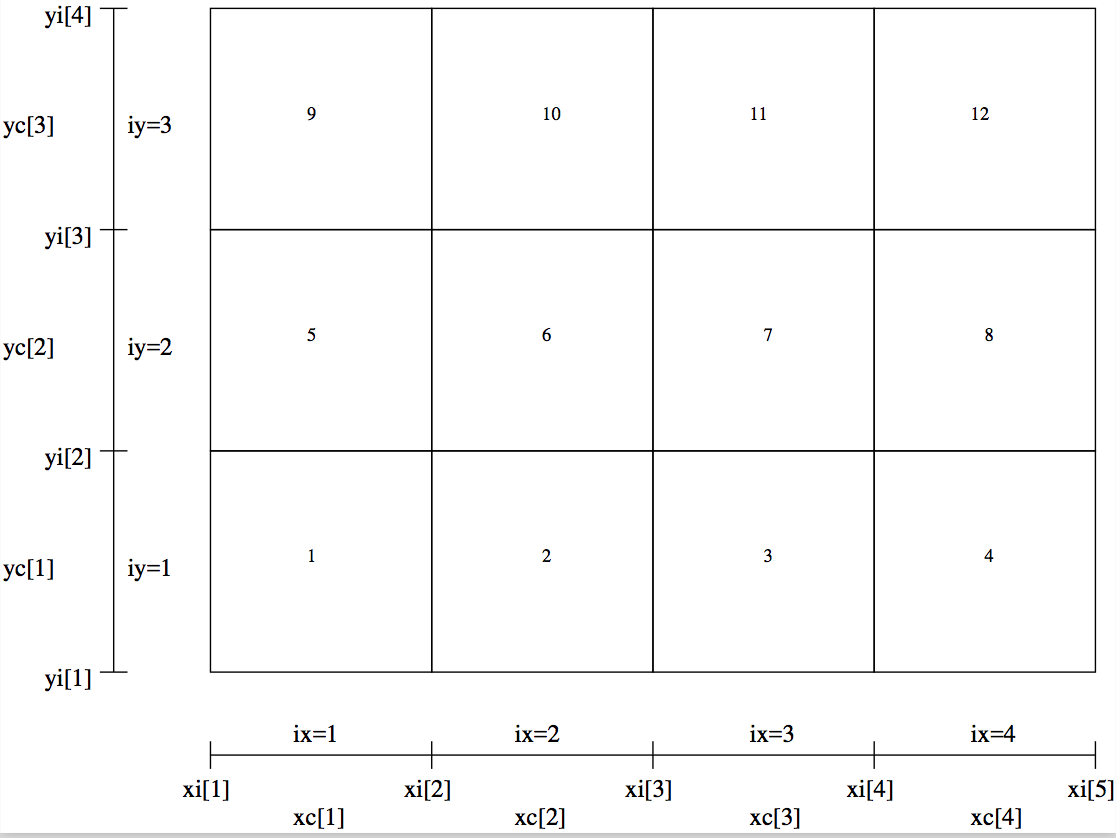 yi[4]
yc[3] iy=3 9 10 11 12
yi[3]
yc[2] iy=2 5 6 7 8
yi[2]
yc[1] iy=1 1 2 3 4
yi[1]
ix=1 ix=2 ix=3 ix=4
xi[1] xi[2] xi[3] xi[4] xi[5]
xc[1] xc[2] xc[3] xc[4]